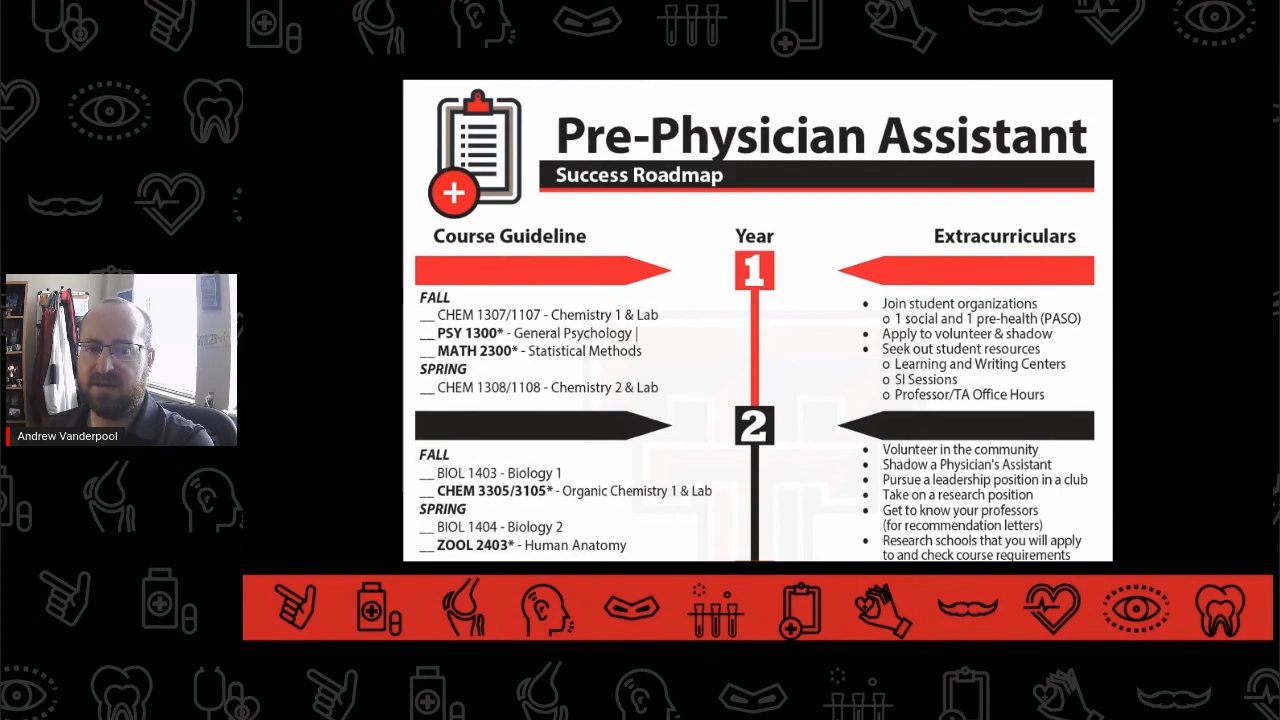 Pre-Physician Assistant
Success Roadmap
Course Guideline
Year
Extracurriculars
1
FALL
__ CHEM 1307/1107 - Chemistry 1 & Lab
__ PSY 1300* - General Psychology |
__ MATH 2300* - Statistical Methods
SPRING
__ CHEM 1308/1108 - Chemistry 2 & Lab
• Join student organizations
o 1 social and 1 pre-health (PASO)
• Apply to volunteer & shadow
• Seek out student resources
o Learning and Writing Centers
o SI Sessions
o Professor/TA Office Hours
2
FALL
__ BIOL 1403 - Biology 1
__ CHEM 3305/3105* - Organic Chemistry 1 & Lab
SPRING
__ BIOL 1404 - Biology 2
__ ZOOL 2403* - Human Anatomy
• Volunteer in the community
• Shadow a Physician's Assistant
• Pursue a leadership position in a club
• Take on a research position
• Get to know your professors
(for recommendation letters)
• Research schools that you will apply
to and check course requirements
Andrew Vanderpool